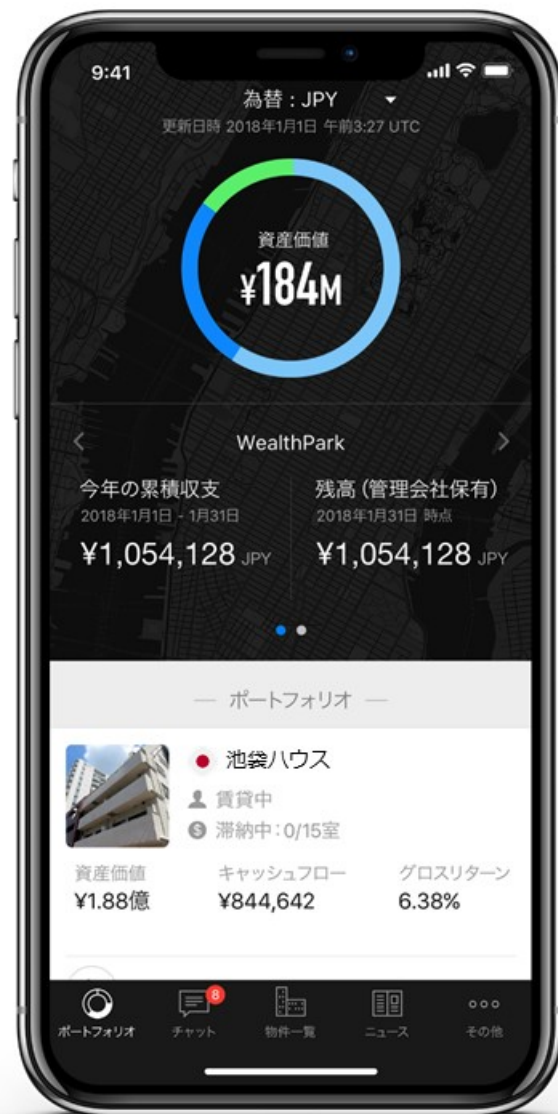 9:41
為替：JPY
更新日時 2018年1月1日 午前3:27 UTC
資産価値
¥184M
WealthPark
今年の累積収支
2018年1月1日 - 1月31日
¥1,054,128 JPY
残高 (管理会社保有)
2018年1月31日 時点
¥1,054,128 JPY
ポートフォリオ
池袋ハウス
賃貸中
滞納中：0/15室
資産価値 キャッシュフロー グロスリターン
¥1.88億 ¥844,642 6.38%
8
ポートフォリオ チャット 物件一覧 ニュース その他